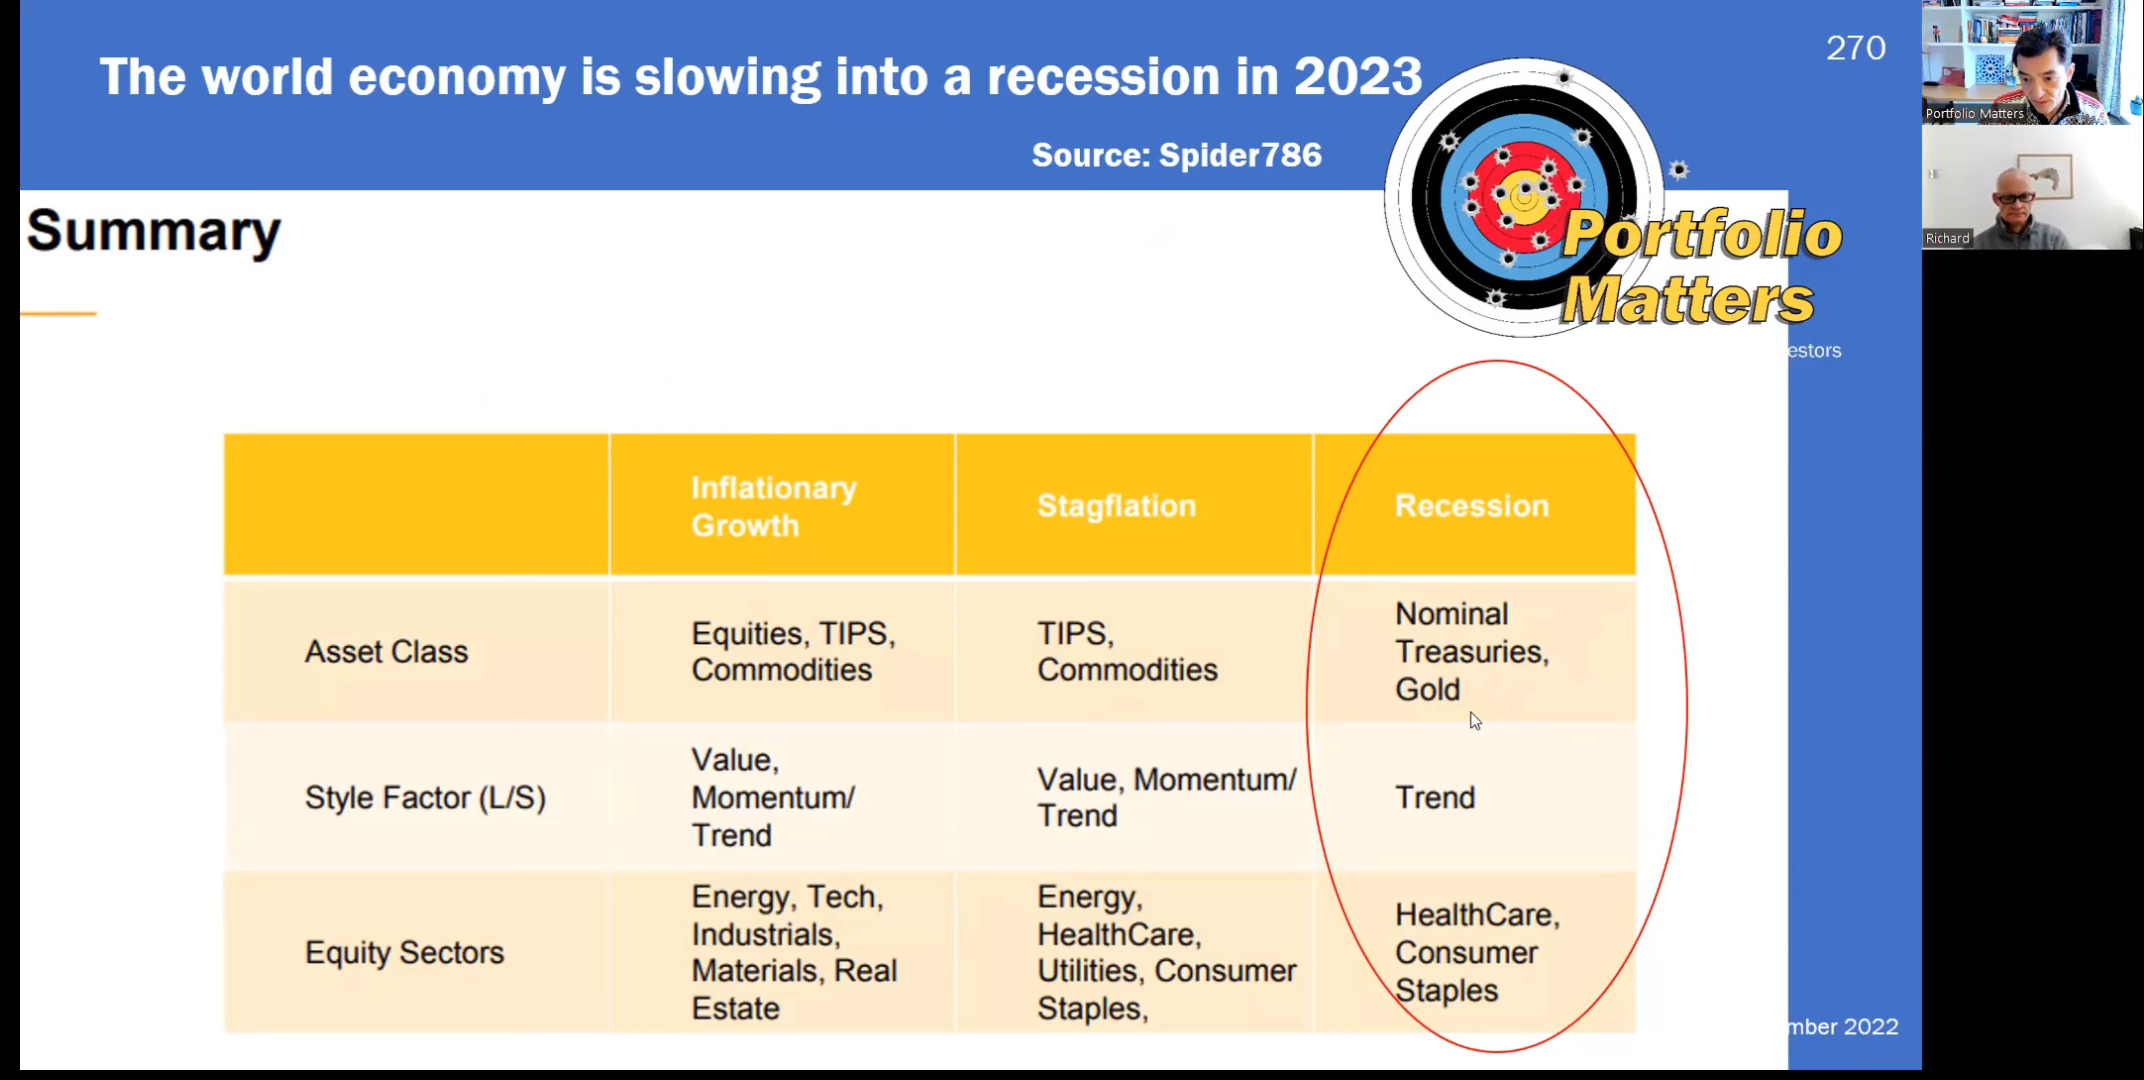 The world economy is slowing into a recession in 2023
270
Source: Spider786
Portfolio Matters
Richard
Summary
Portfolio
Matters
estors
Inflationary
Growth
Stagflation
Recession
Asset Class
Equities, TIPS,
Commodities
TIPS,
Commodities
Nominal
Treasuries,
Gold
Style Factor (L/S)
Value,
Momentum/
Trend
Value, Momentum/
Trend
Trend
Equity Sectors
Energy, Tech,
Industrials,
Materials, Real
Estate
Energy,
HealthCare,
Utilities, Consumer
Staples,
HealthCare,
Consumer
Staples
mber 2022